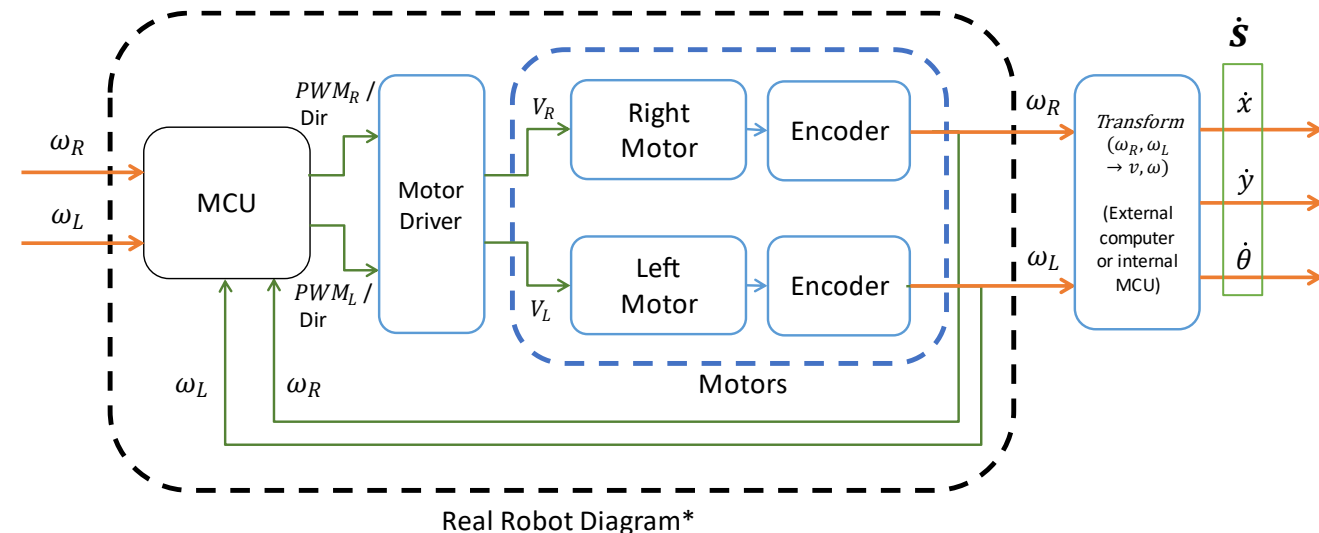 ṡ
PWM_R /
Dir
V_R
Right
Motor
Encoder
ω_R
Transform
(ω_R, ω_L
→ v, ω)
(External
computer
or internal
MCU)
ẋ
ẏ
θ̇
ω_R
ω_L
MCU
Motor
Driver
PWM_L /
Dir
V_L
Left
Motor
Encoder
ω_L
ω_L
ω_R
Motors
Real Robot Diagram*